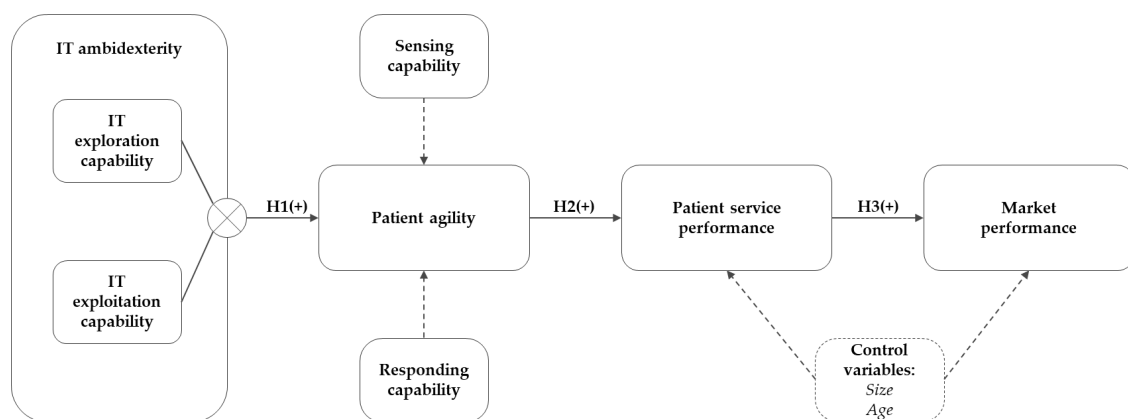 IT ambidexterity
IT
exploration
capability
IT
exploitation
capability
H1(+)
Sensing
capability
Patient agility
Responding
capability
H2(+)
Patient service
performance
H3(+)
Market
performance
Control
variables:
Size
Age